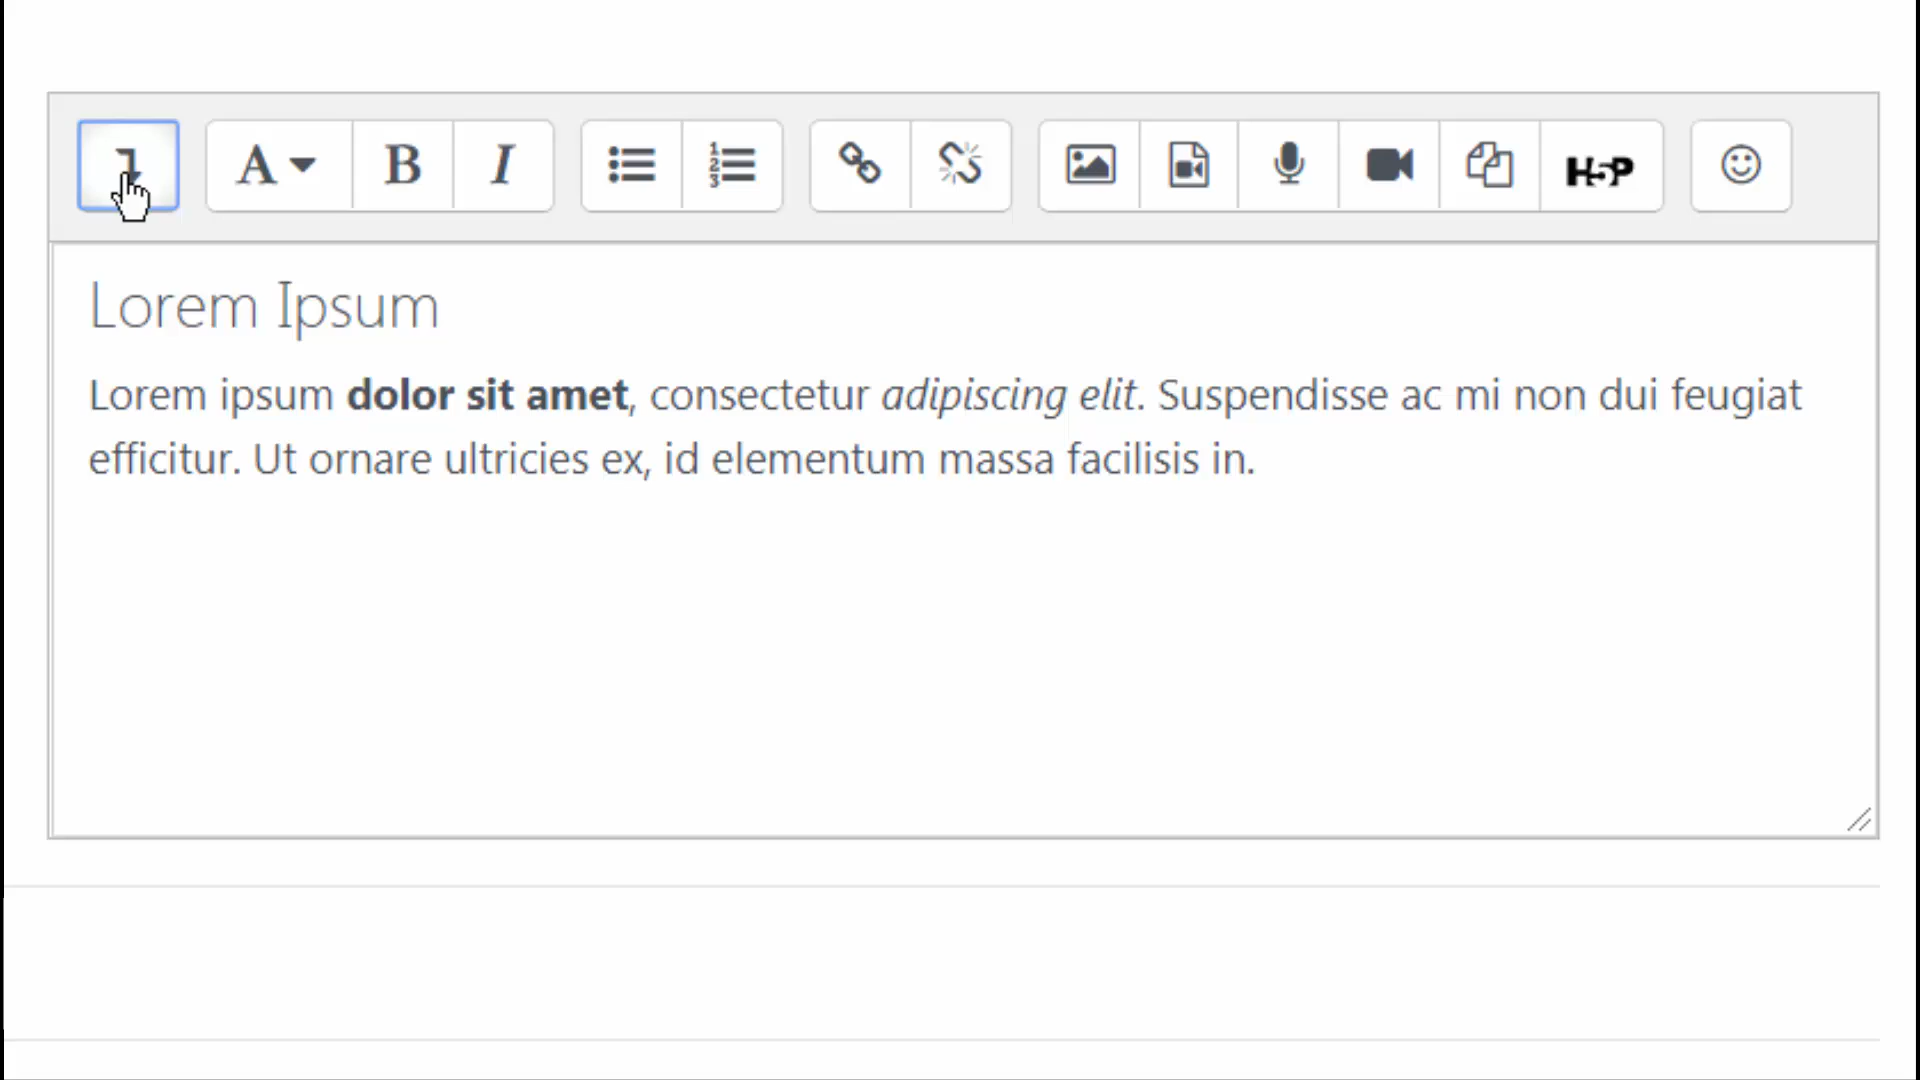 A B I H5P
Lorem Ipsum
Lorem ipsum dolor sit amet, consectetur adipiscing elit. Suspendisse ac mi non dui feugiat
efficitur. Ut ornare ultricies ex, id elementum massa facilisis in.